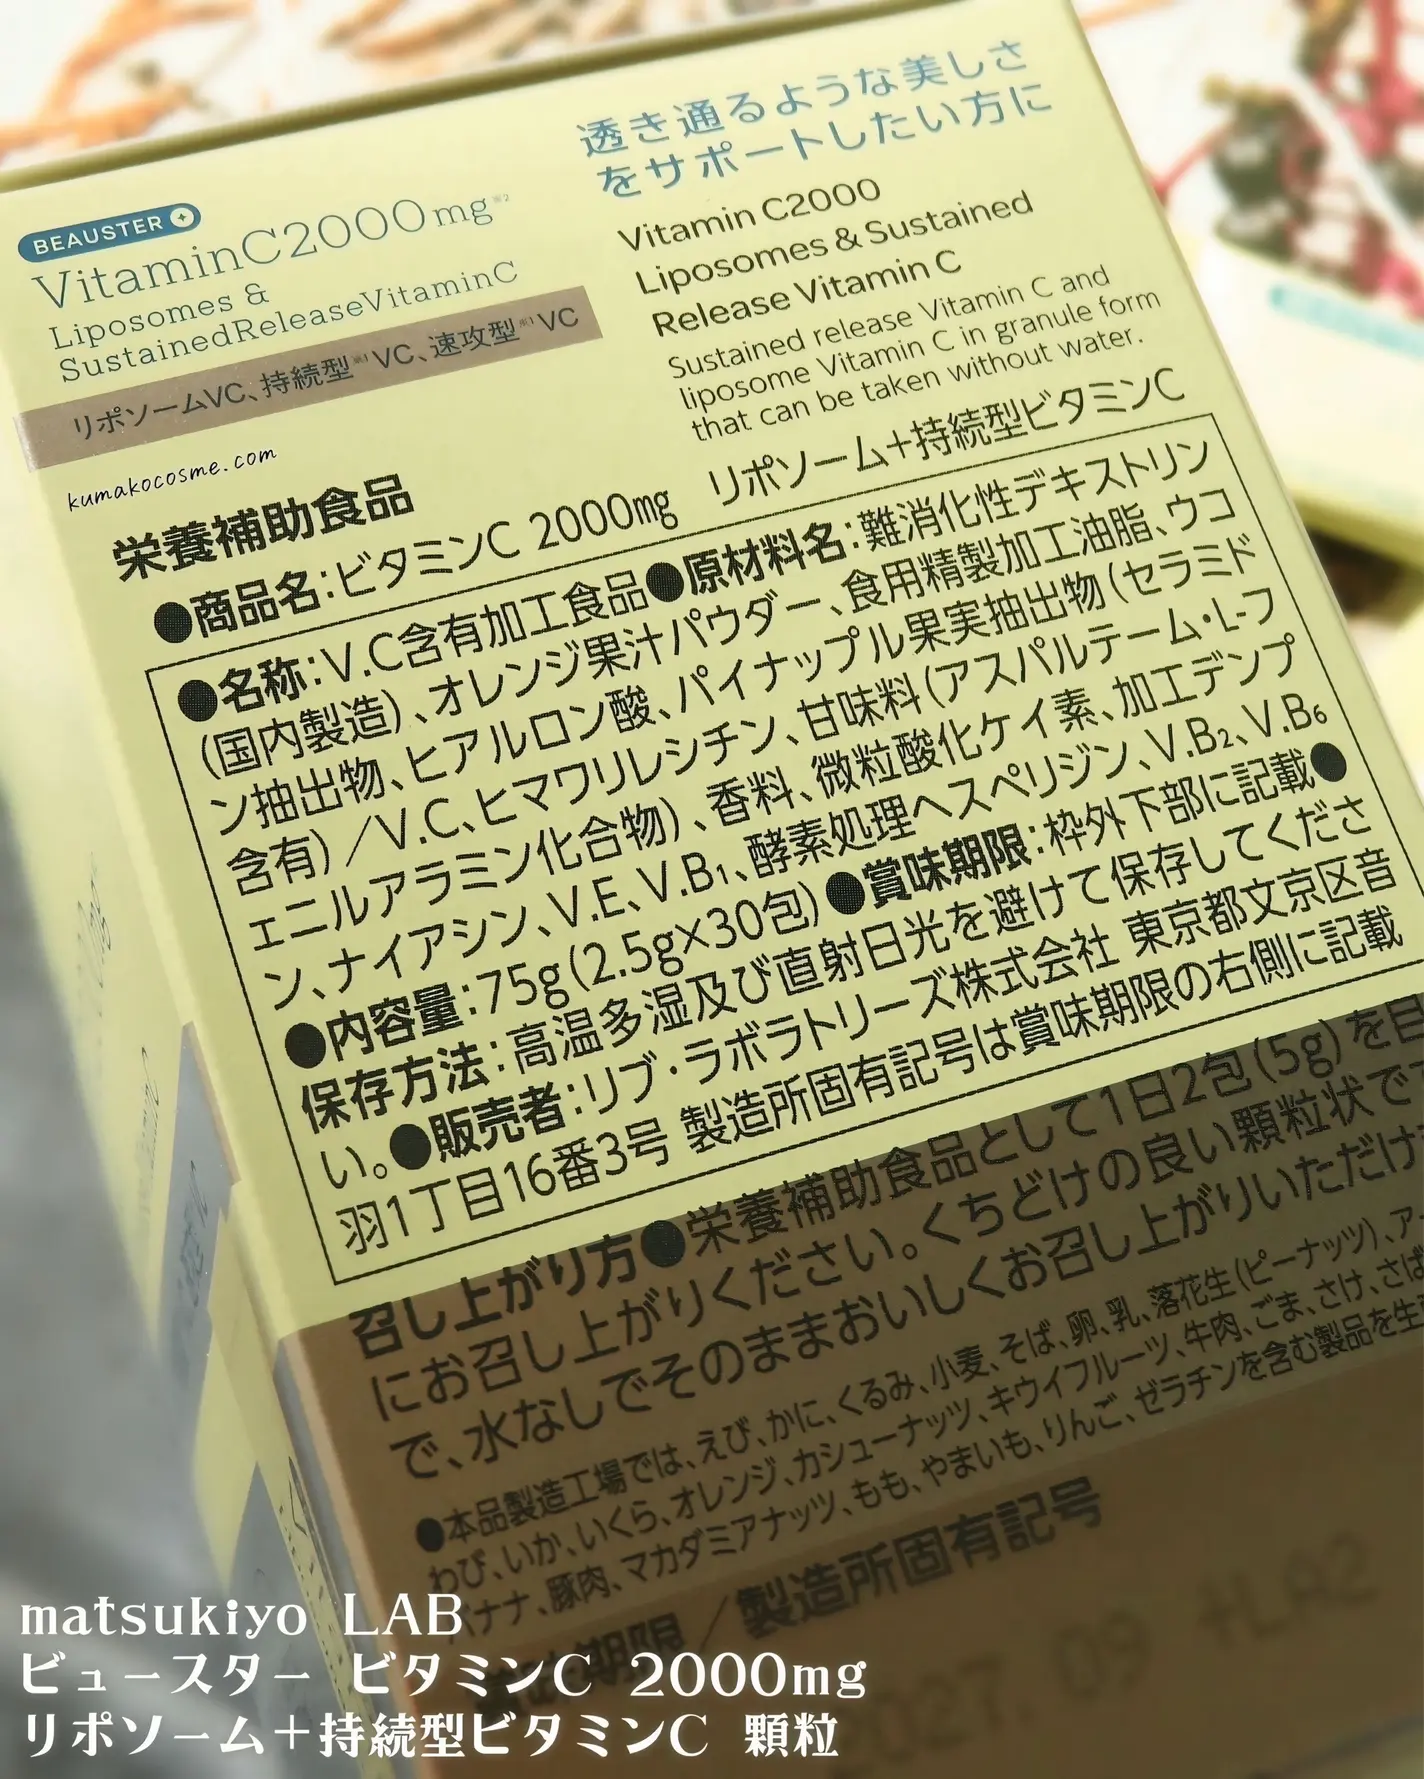 透き通るような美しさ
をサポートしたい方に
BEAUSTER
VitaminC2000mg※2
Liposomes &
SustainedReleaseVitaminC
リポソームVC、持続型※1VC、速攻型※1VC
Vitamin C2000
Liposomes & Sustained
Release Vitamin C
Sustained release Vitamin C and
liposome Vitamin C in granule form
that can be taken without water.
kumakocosme.com
栄養補助食品
●商品名：ビタミンC 2000㎎ リポソーム+持続型ビタミンC
●名称：V.C含有加工食品●原材料名：難消化性デキストリン
(国内製造)、オレンジ果汁パウダー、食用精製加工油脂、ウコ
ン抽出物、ヒアルロン酸、パイナップル果実抽出物(セラミド
含有)／V.C、ヒマワリレシチン、甘味料(アスパルテーム・L-フ
ェニルアラミン化合物)、香料、微粒酸化ケイ素、加工デンプ
ン、ナイアシン、V.E、V.B₁、酵素処理ヘスペリジン、V.B₂、V.B₆
●内容量：75g(2.5g×30包)●賞味期限：枠外下部に記載●
保存方法：高温多湿及び直射日光を避けて保存してくださ
い。●販売者：リブ・ラボラトリーズ株式会社 東京都文京区音
羽1丁目16番3号 製造所固有記号は賞味期限の右側に記載
召し上がり方●栄養補助食品として1日2包(5g)を目
にお召し上がりください。くちどけの良い顆粒状で
で、水なしでそのままおいしくお召し上がりいただけ
●本品製造工場では、えび、かに、くるみ、小麦、そば、卵、乳、落花生(ピーナッツ)、ア
わび、いか、いくら、オレンジ、カシューナッツ、キウイフルーツ、牛肉、ごま、さけ、さば
バナナ、豚肉、マカダミアナッツ、もも、やまいも、りんご、ゼラチンを含む製品を生
賞味期限／製造所固有記号
2027. 09 +LA2
matsukiyo LAB
ビュースター ビタミンC 2000mg
リポソーム＋持続型ビタミンC 顆粒